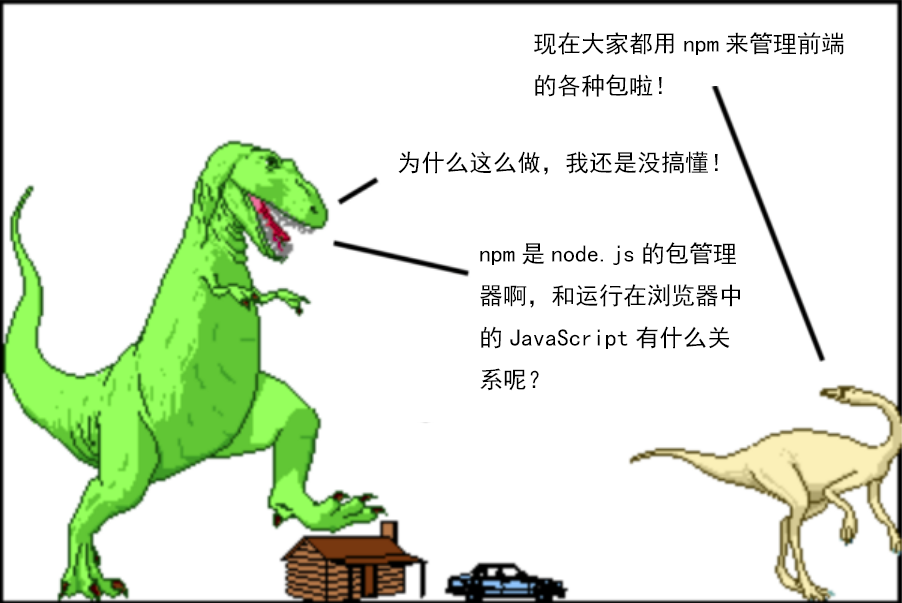 现在大家都用 npm 来管理前端
的各种包啦！
为什么这么做，我还是没搞懂！
npm 是 node.js 的包管理
器啊，和运行在浏览器中
的 JavaScript 有什么关
系呢？